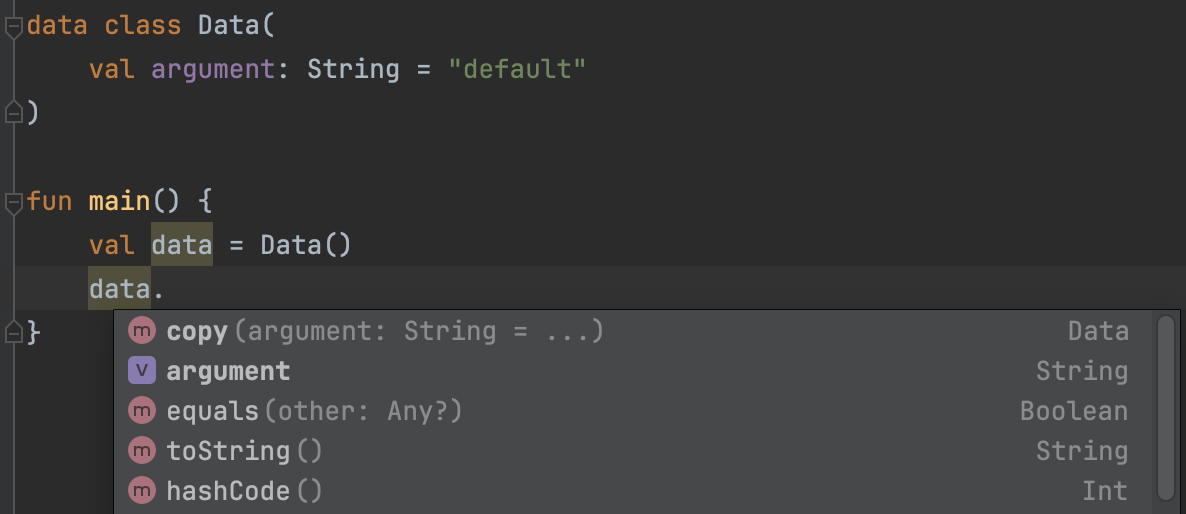 data class Data(
    val argument: String = "default"
)
fun main() {
    val data = Data()
    data.
}
m copy(argument: String = ...) Data
V argument String
m equals(other: Any?) Boolean
m toString() String
m hashCode() Int